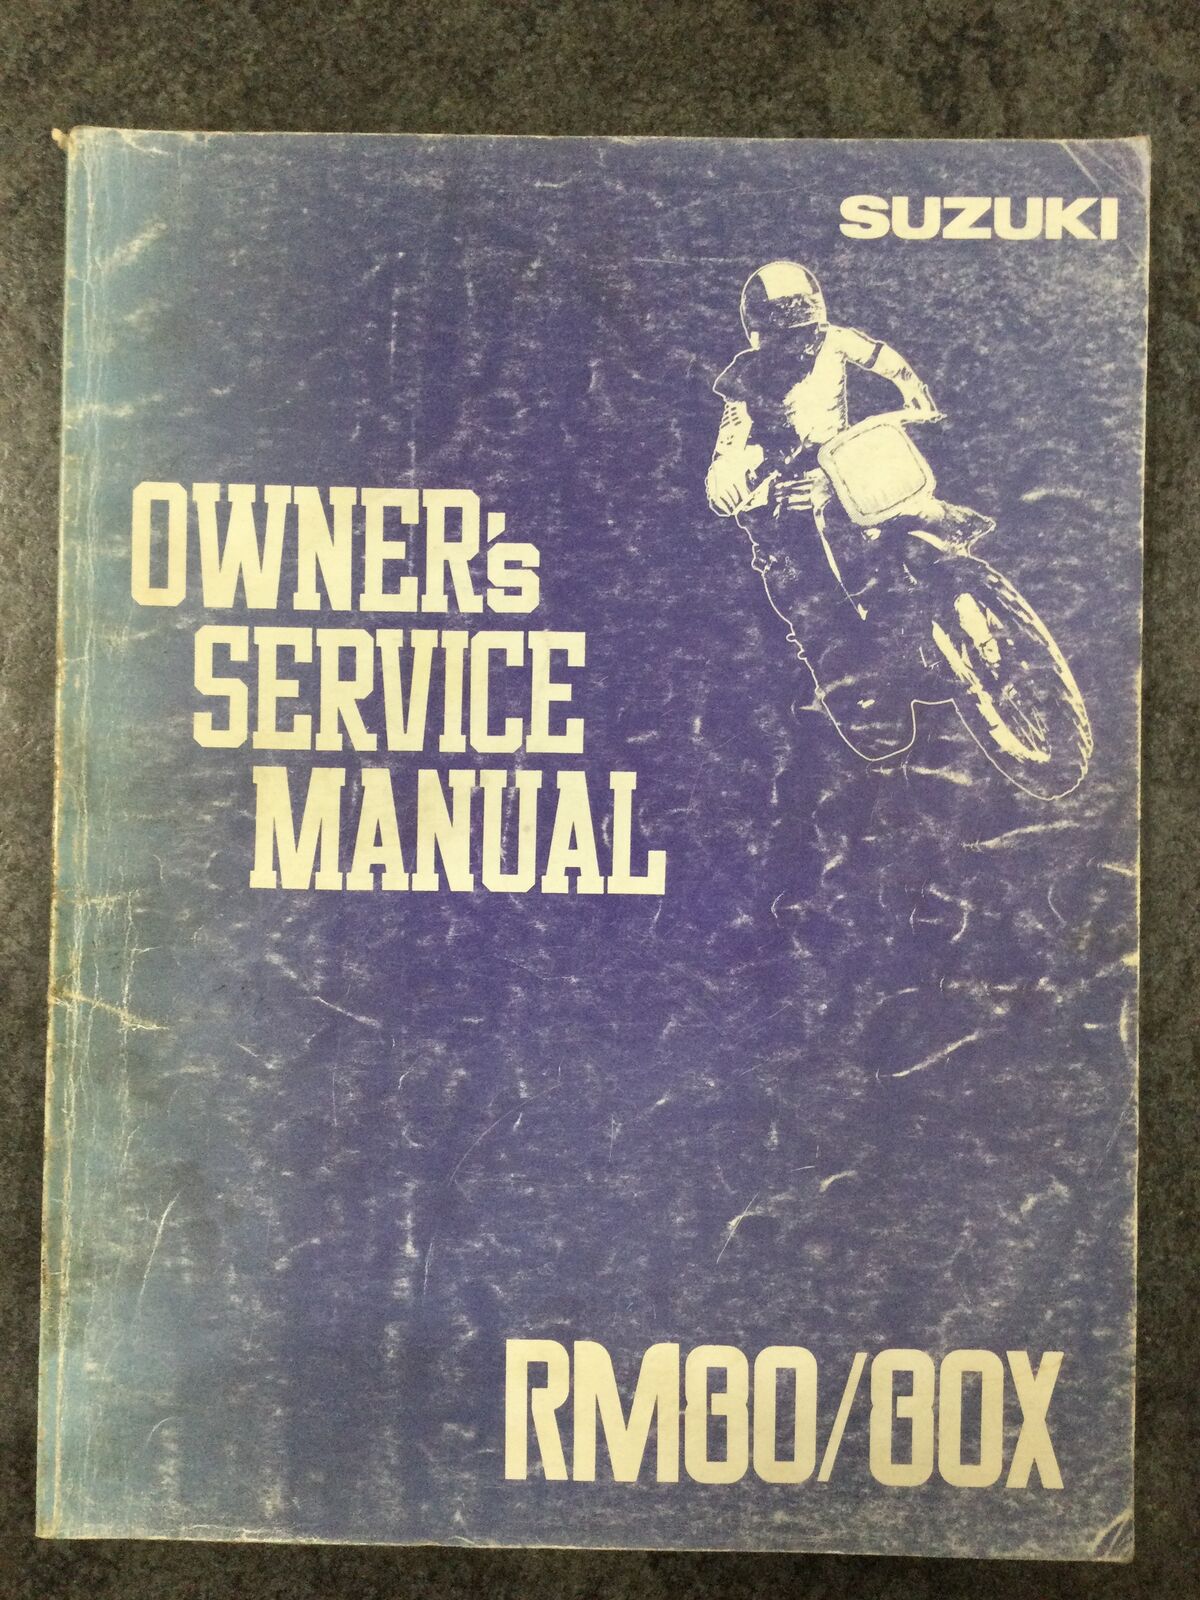 SUZUKI
OWNER's
SERVICE
MANUAL
RM80/80X